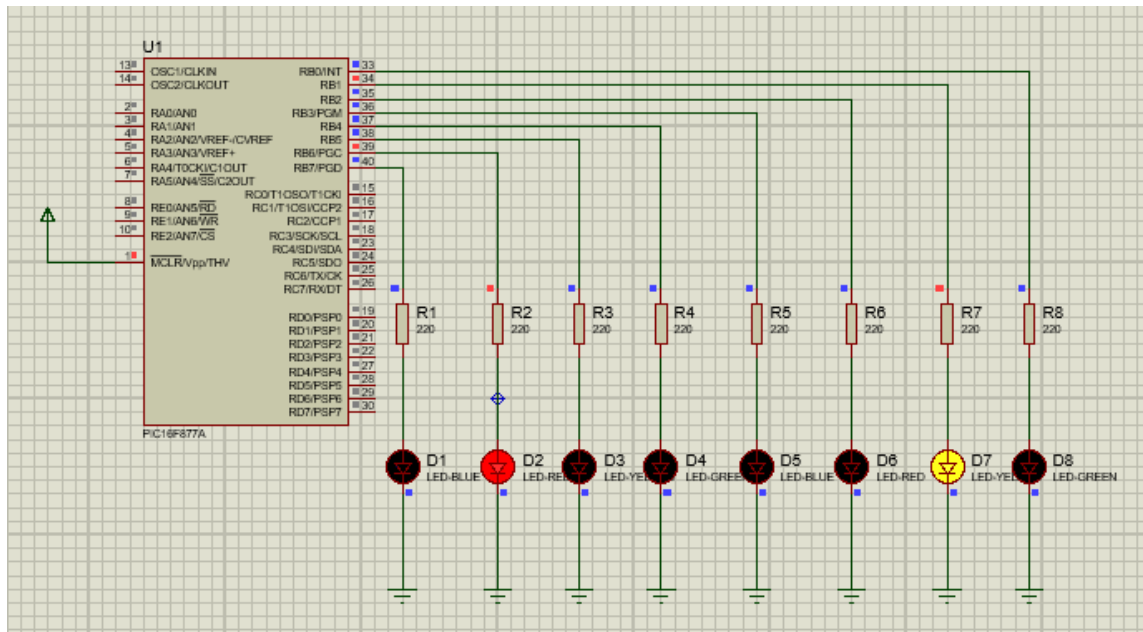 U1
13 OSC1/CLKIN RB0/INT 33
14 OSC2/CLKOUT RB1 34
RB2 35
2 RA0/AN0 RB3/PGM 36
3 RA1/AN1 RB4 37
4 RA2/AN2/VREF-/CVREF RB5 38
5 RA3/AN3/VREF+ RB6/PGC 39
6 RA4/T0CKI/C1OUT RB7/PGD 40
7 RA5/AN4/SS/C2OUT
RC0/T1OSO/T1CKI 15
8 RE0/AN5/RD RC1/T1OSI/CCP2 16
9 RE1/AN6/WR RC2/CCP1 17
10 RE2/AN7/CS RC3/SCK/SCL 18
RC4/SDI/SDA 23
1 MCLR/Vpp/THV RC5/SDO 24
RC6/TX/CK 25
RC7/RX/DT 26
RD0/PSP0 19
RD1/PSP1 20
RD2/PSP2 21
RD3/PSP3 22
RD4/PSP4 27
RD5/PSP5 28
RD6/PSP6 29
RD7/PSP7 30
PIC16F877A
R1 R2 R3 R4 R5 R6 R7 R8
220 220 220 220 220 220 220 220
D1 D2 D3 D4 D5 D6 D7 D8
LED-BLUE LED-RE LED-YE LED-GREE LED-BLUE LED-RED LED-YE LED-GREEN